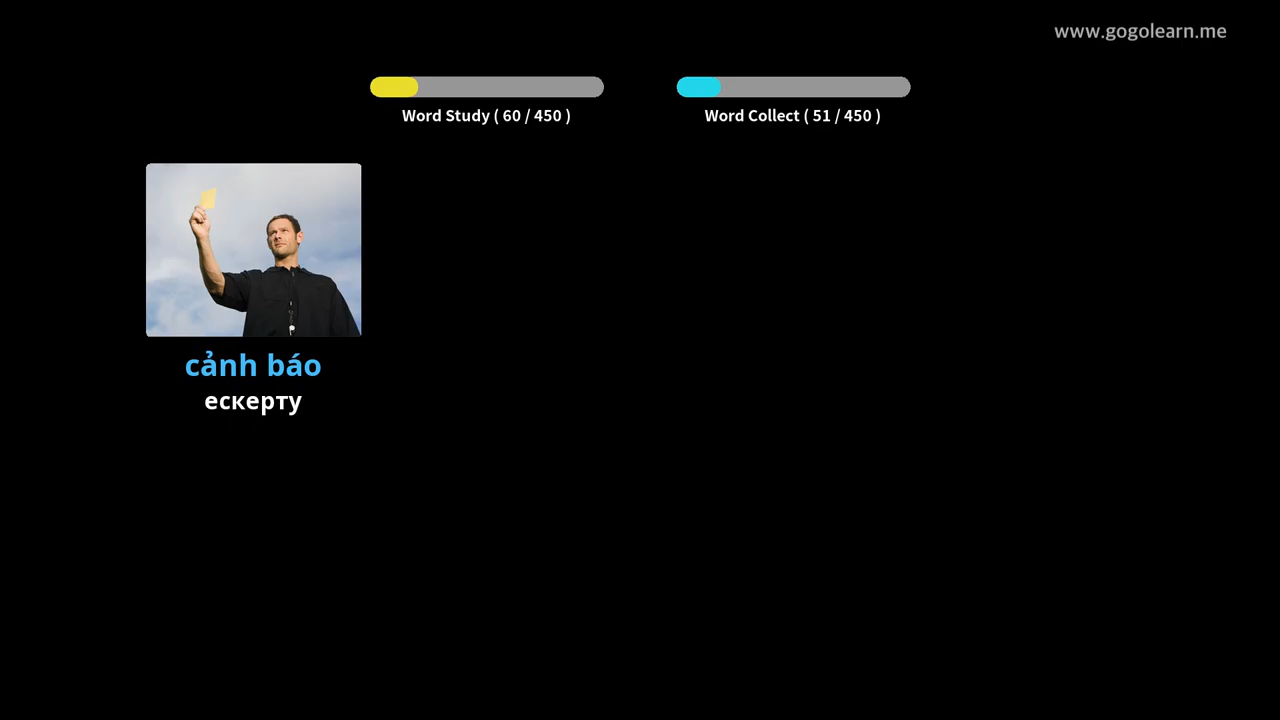 www.gogolearn.me
Word Study ( 60 / 450 )
Word Collect ( 51 / 450 )
cảnh báo
ескерту